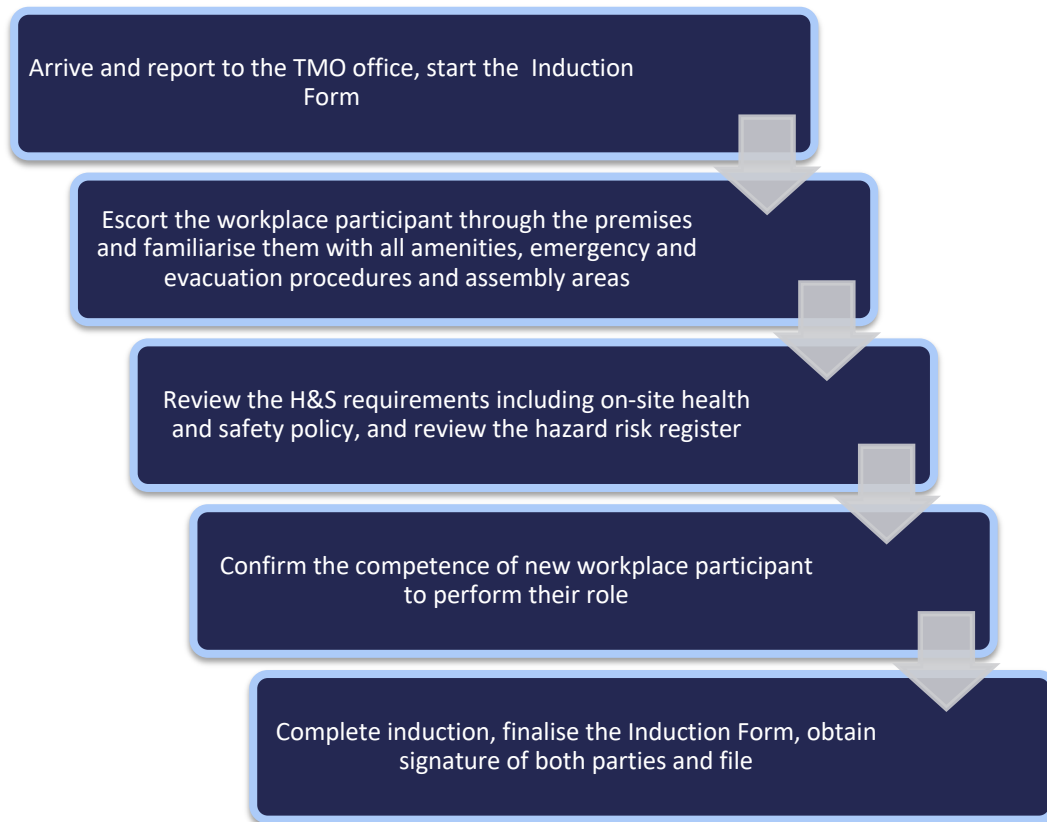 Arrive and report to the TMO office, start the  Induction
Form
Escort the workplace participant through the premises
and familiarise them with all amenities, emergency and
evacuation procedures and assembly areas
Review the H&S requirements including on-site health
and safety policy, and review the hazard risk register
Confirm the competence of new workplace participant
to perform their role
Complete induction, finalise the Induction Form, obtain
signature of both parties and file